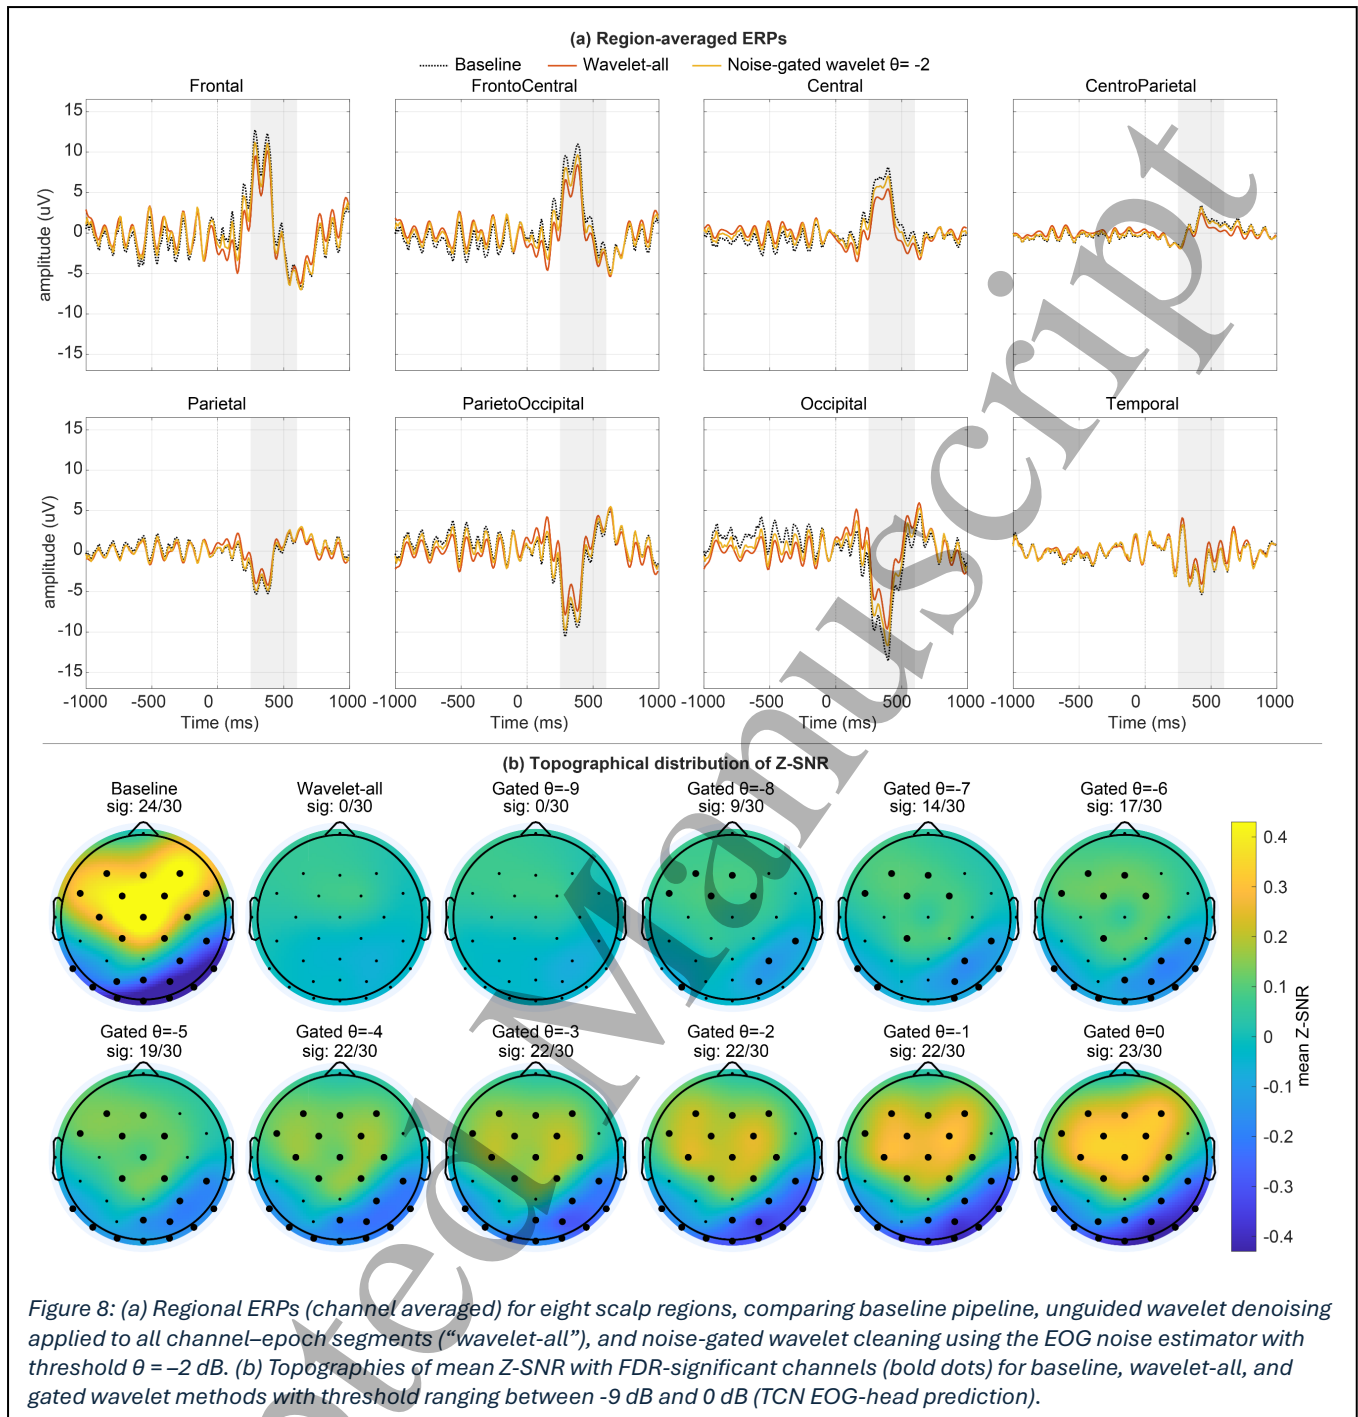 (a) Region-averaged ERPs
Baseline Wavelet-all Noise-gated wavelet θ= -2
Frontal FrontoCentral Central CentroParietal
15
10
5
0
-5
-10
-15
amplitude (uV)
Parietal ParietoOccipital Occipital Temporal
15
10
5
0
-5
-10
-15
amplitude (uV)
-1000 -500 0 500 1000 -1000 -500 0 500 1000 -1000 -500 0 500 1000 -1000 -500 0 500 1000
Time (ms) Time (ms) Time (ms) Time (ms)
(b) Topographical distribution of Z-SNR
Baseline Wavelet-all Gated θ=-9 Gated θ=-8 Gated θ=-7 Gated θ=-6
sig: 24/30 sig: 0/30 sig: 0/30 sig: 9/30 sig: 14/30 sig: 17/30
Gated θ=-5 Gated θ=-4 Gated θ=-3 Gated θ=-2 Gated θ=-1 Gated θ=0
sig: 19/30 sig: 22/30 sig: 22/30 sig: 22/30 sig: 22/30 sig: 23/30
0.4
0.3
0.2
0.1
0
-0.1
-0.2
-0.3
-0.4
mean Z-SNR
Figure 8: (a) Regional ERPs (channel averaged) for eight scalp regions, comparing baseline pipeline, unguided wavelet denoising
applied to all channel–epoch segments (“wavelet-all”), and noise-gated wavelet cleaning using the EOG noise estimator with
threshold θ = –2 dB. (b) Topographies of mean Z-SNR with FDR-significant channels (bold dots) for baseline, wavelet-all, and
gated wavelet methods with threshold ranging between -9 dB and 0 dB (TCN EOG-head prediction).
pted Manuscript